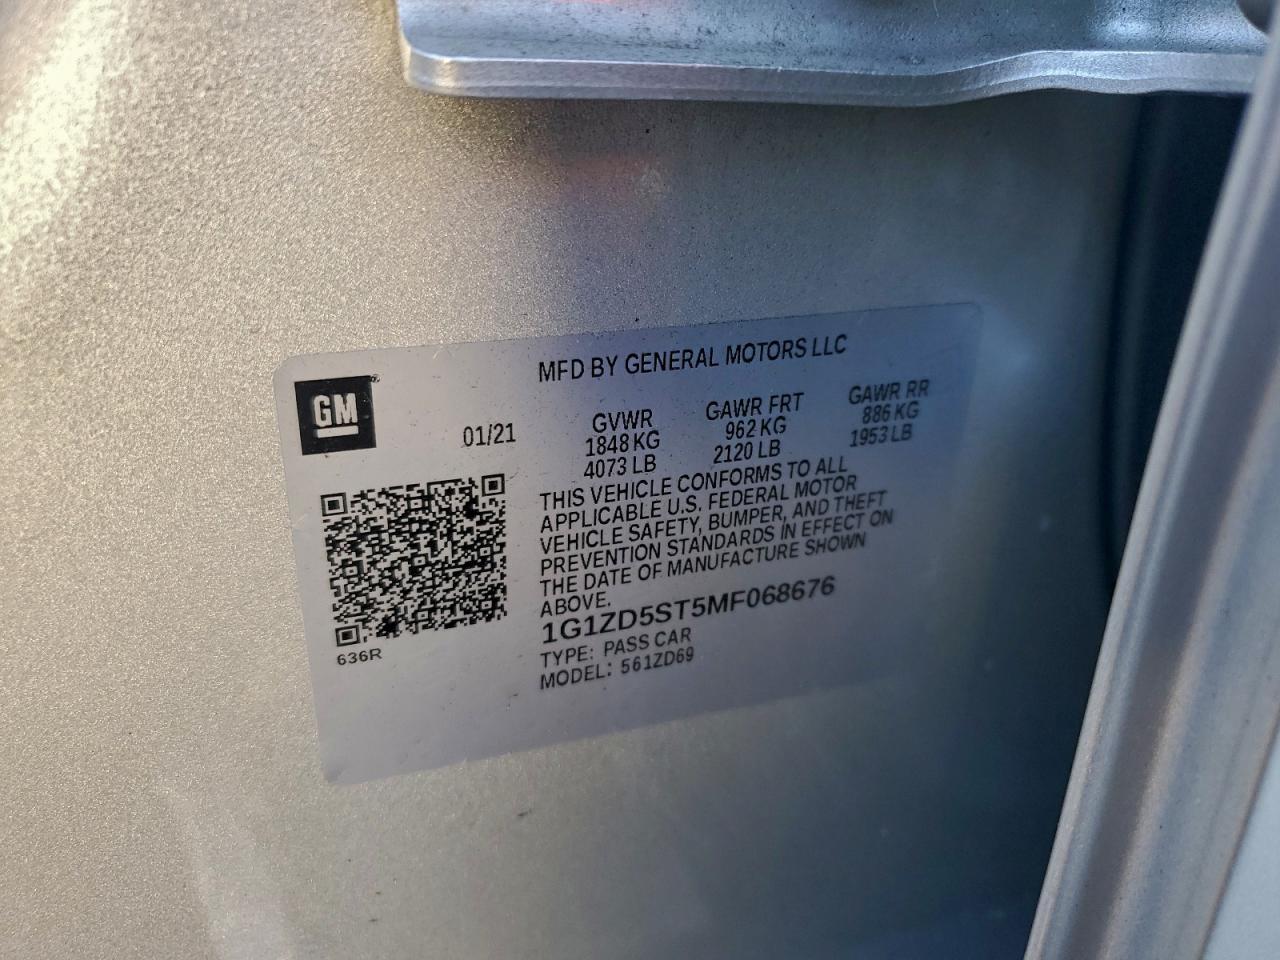 MFD BY GENERAL MOTORS LLC
GM
01/21
GVWR GAWR FRT GAWR RR
1848 KG 962 KG 886 KG
4073 LB 2120 LB 1953 LB
THIS VEHICLE CONFORMS TO ALL
APPLICABLE U.S. FEDERAL MOTOR
VEHICLE SAFETY, BUMPER, AND THEFT
PREVENTION STANDARDS IN EFFECT ON
THE DATE OF MANUFACTURE SHOWN
ABOVE.
1G1ZD5ST5MF068676
TYPE: PASS CAR
MODEL: 561ZD69
636R